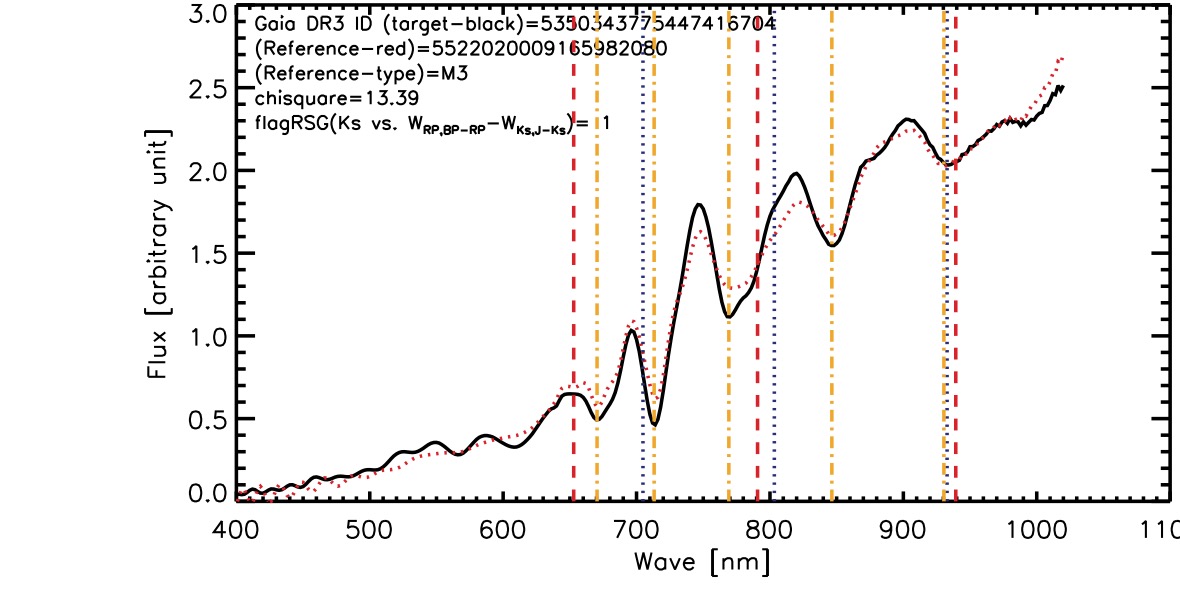 3.0
2.5
2.0
1.5
1.0
0.5
0.0
Flux [arbitrary unit]
Gaia DR3 ID (target-black)=5350343775447416704
(Reference-red)=5522020009165982080
(Reference-type)=M3
chisquare=13.39
flagRSG(Ks vs. WRP,BP-RP-WKs,J-Ks)= 1
400 500 600 700 800 900 1000 110
Wave [nm]